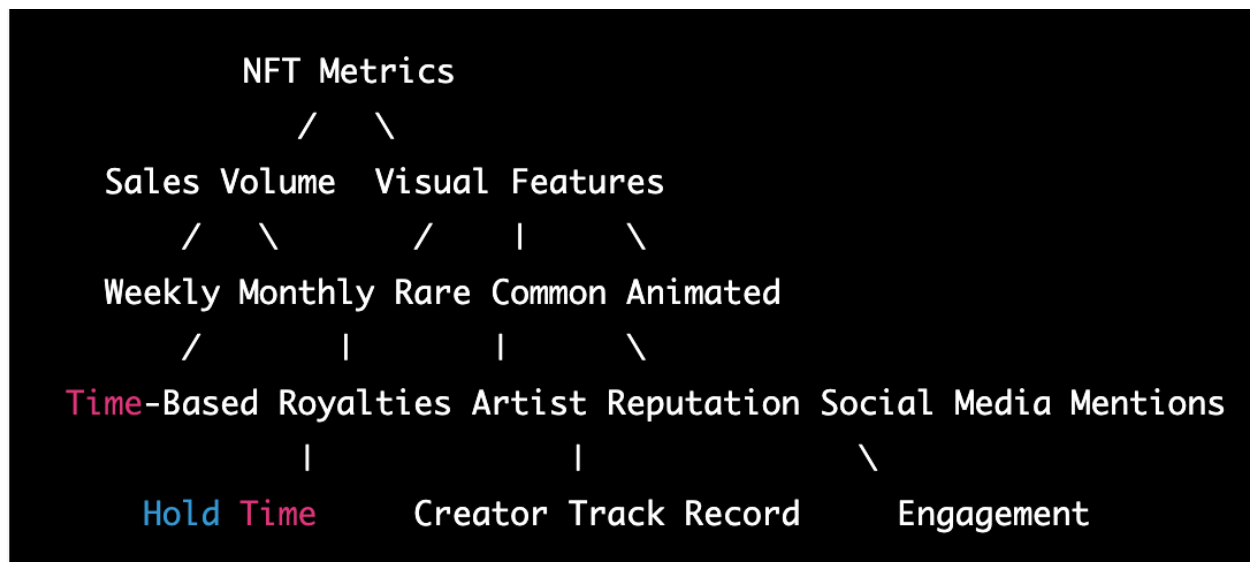 NFT Metrics
/ \
Sales Volume Visual Features
/ \ / | \
Weekly Monthly Rare Common Animated
/ | | \
Time-Based Royalties Artist Reputation Social Media Mentions
| | \
Hold Time Creator Track Record Engagement